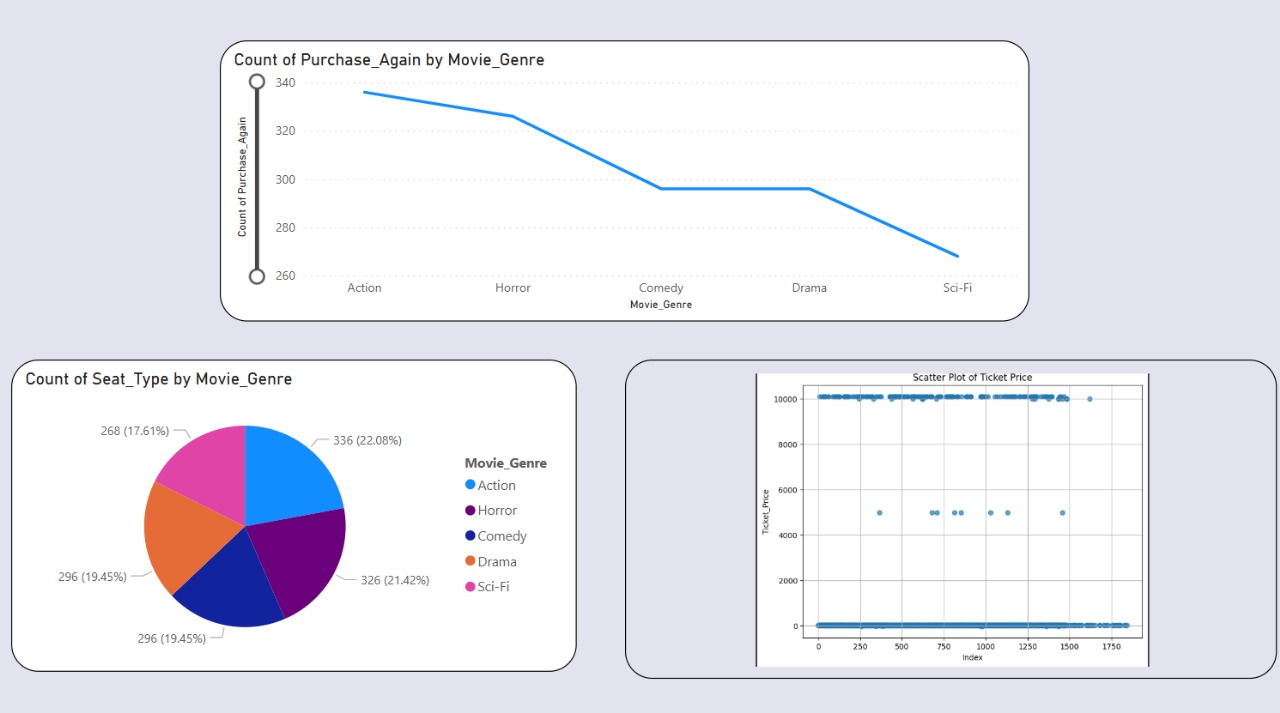 Count of Purchase_Again by Movie_Genre
340
320
300
280
260
Count of Purchase_Again
Action Horror Comedy Drama Sci-Fi
Movie_Genre
Count of Seat_Type by Movie_Genre
268 (17.61%)
336 (22.08%)
296 (19.45%)
326 (21.42%)
296 (19.45%)
Movie_Genre
Action
Horror
Comedy
Drama
Sci-Fi
Scatter Plot of Ticket Price
10000
8000
6000
4000
2000
0
Ticket_Price
0 250 500 750 1000 1250 1500 1750
Index